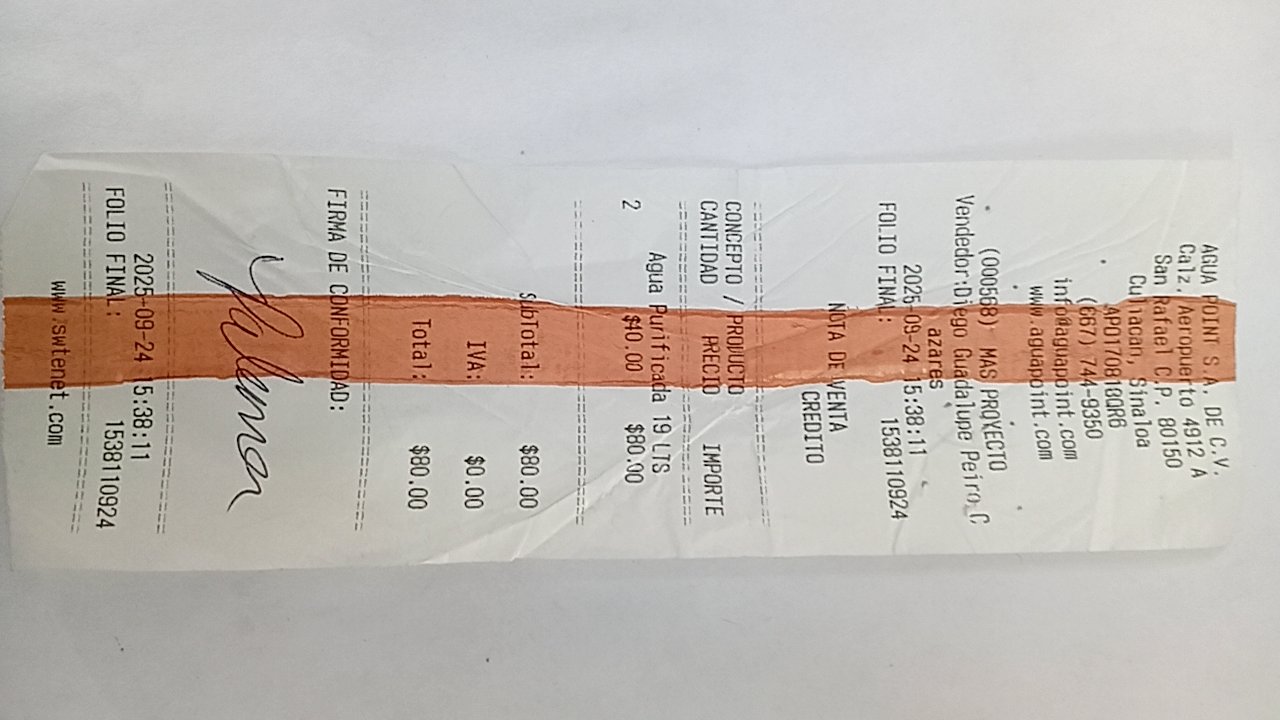 AGUA POINT S.A. DE C.V.
Calz. Aeropuerto 4912 A
San Rafael C.P. 80150
Culiacan, Sinaloa
APO170818QR6
(667) 744-9350
info@aguapoint.com
www.aguapoint.com
(000568) MAS PROYECTO
Vendedor:Diego Guadalupe Peiro C
azares
2025-09-24 15:38:11
FOLIO FINAL: 1538110924
NOTA DE VENTA
CREDITO
CONCEPTO / PRODUCTO
CANTIDAD PRECIO IMPORTE
Agua Purificada 19 LTS
2 $40.00 $80.00
SubTotal: $80.00
IVA: $0.00
Total: $80.00
FIRMA DE CONFORMIDAD:
2025-09-24 15:38:11
FOLIO FINAL: 1538110924
www.swtenet.com